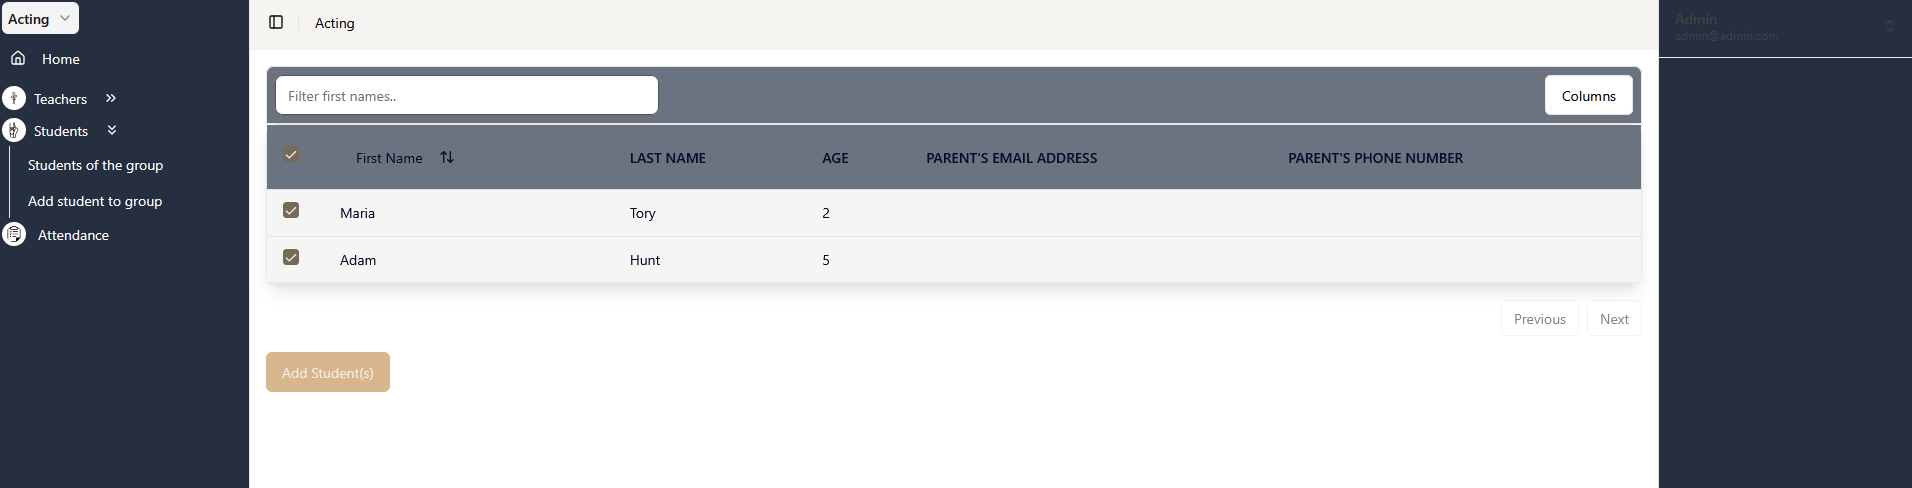 Acting
Home
Teachers
Students
Students of the group
Add student to group
Attendance
Acting
Filter first names..
Columns
First Name LAST NAME AGE PARENT'S EMAIL ADDRESS PARENT'S PHONE NUMBER
Maria Tory 2
Adam Hunt 5
Previous Next
Add Student(s)
Admin
admin@admin.com